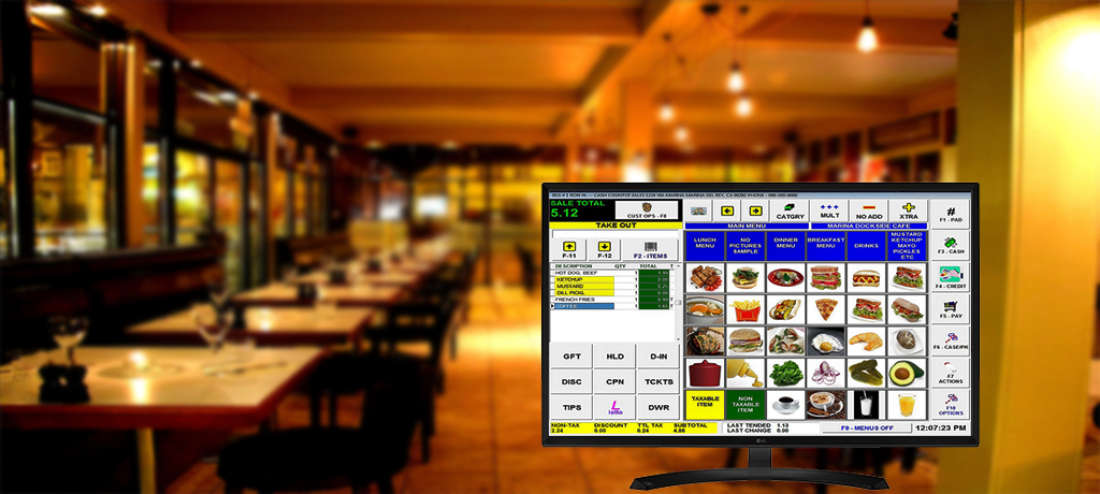 SALE TOTAL
5.12
CUST OPS - F8
TAKE OUT
CATGRY
MULT
NO ADD
XTRA
MAIN MENU
MARINA DOCKSIDE CAFE
LUNCH MENU
NO PICTURES SAMPLE
DINNER MENU
BREAKFAST MENU
DRINKS
MUSTARD KETCHUP MAYO PICKLES ETC
F-11
F-12
F2 - ITEMS
DESCRIPTION QTY TOTAL T
HOT DOG, BEEF
KETCHUP
MUSTARD
DILL PICKL
FRENCH FRIES
COFFEE
GFT
HLD
D-IN
DISC
CPN
TCKTS
TIPS
DWR
TAXABLE ITEM
NON TAXABLE ITEM
#
F1 - PAD
F3 - CASH
F4 - CREDIT
F5 - PAY
F6 - CASE/PK
F7 ACTIONS
F10 OPTIONS
NON-TAX DISCOUNT TTL TAX SUBTOTAL
LAST TENDED
LAST CHANGE 0.00
F9 - MENUS OFF
12:07:23 PM
LG